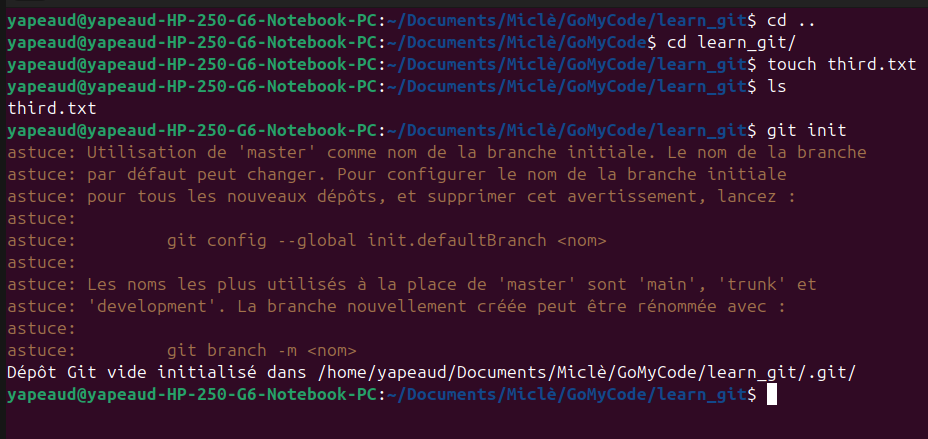 yapeaud@yapeaud-HP-250-G6-Notebook-PC:~/Documents/Miclè/GoMyCode/learn_git$ cd ..
yapeaud@yapeaud-HP-250-G6-Notebook-PC:~/Documents/Miclè/GoMyCode$ cd learn_git/
yapeaud@yapeaud-HP-250-G6-Notebook-PC:~/Documents/Miclè/GoMyCode/learn_git$ touch third.txt
yapeaud@yapeaud-HP-250-G6-Notebook-PC:~/Documents/Miclè/GoMyCode/learn_git$ ls
third.txt
yapeaud@yapeaud-HP-250-G6-Notebook-PC:~/Documents/Miclè/GoMyCode/learn_git$ git init
astuce: Utilisation de 'master' comme nom de la branche initiale. Le nom de la branche
astuce: par défaut peut changer. Pour configurer le nom de la branche initiale
astuce: pour tous les nouveaux dépôts, et supprimer cet avertissement, lancez :
astuce:
astuce:         git config --global init.defaultBranch <nom>
astuce:
astuce: Les noms les plus utilisés à la place de 'master' sont 'main', 'trunk' et
astuce: 'development'. La branche nouvellement créée peut être rénommée avec :
astuce:
astuce:         git branch -m <nom>
Dépôt Git vide initialisé dans /home/yapeaud/Documents/Miclè/GoMyCode/learn_git/.git/
yapeaud@yapeaud-HP-250-G6-Notebook-PC:~/Documents/Miclè/GoMyCode/learn_git$